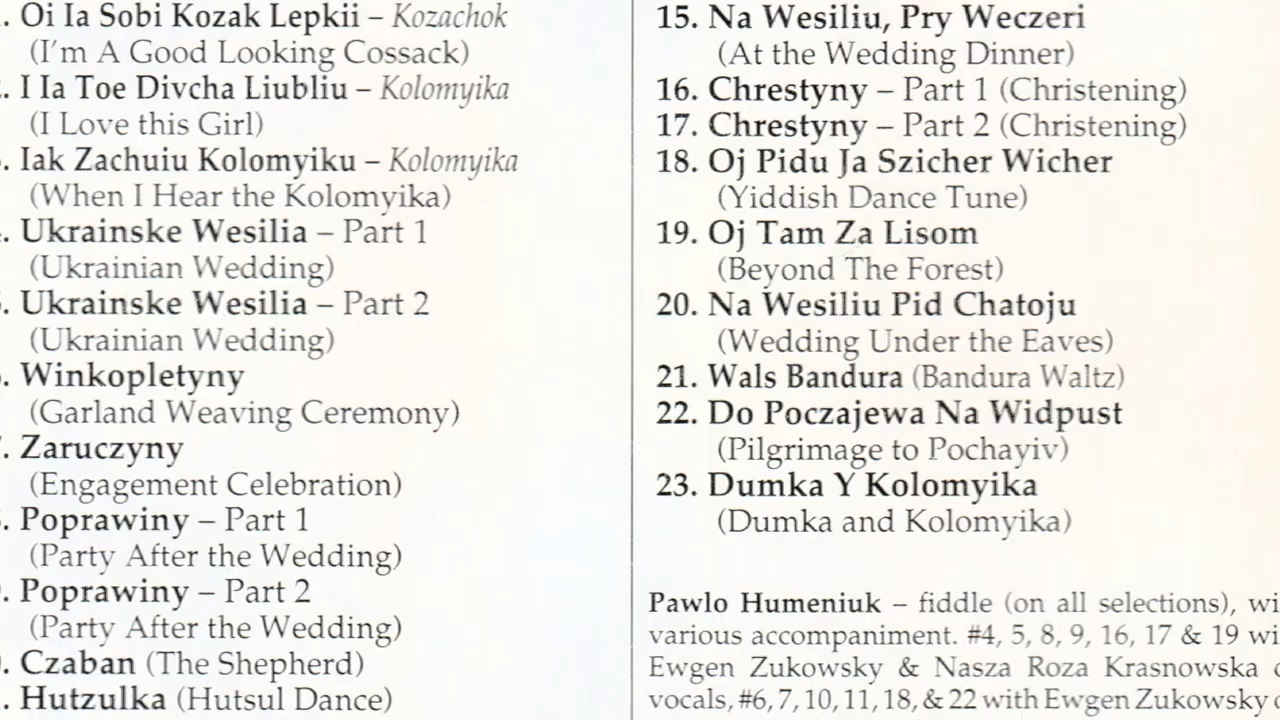 . Oi Ia Sobi Kozak Lepkii – Kozachok
(I'm A Good Looking Cossack)
. I Ia Toe Divcha Liubliu – Kolomyika
(I Love this Girl)
. Iak Zachuiu Kolomyiku – Kolomyika
(When I Hear the Kolomyika)
. Ukrainske Wesilia – Part 1
(Ukrainian Wedding)
. Ukrainske Wesilia – Part 2
(Ukrainian Wedding)
. Winkopletyny
(Garland Weaving Ceremony)
. Zaruczyny
(Engagement Celebration)
. Poprawiny – Part 1
(Party After the Wedding)
. Poprawiny – Part 2
(Party After the Wedding)
. Czaban (The Shepherd)
. Hutzulka (Hutsul Dance)
15. Na Wesiliu, Pry Weczeri
(At the Wedding Dinner)
16. Chrestyny – Part 1 (Christening)
17. Chrestyny – Part 2 (Christening)
18. Oj Pidu Ja Szicher Wicher
(Yiddish Dance Tune)
19. Oj Tam Za Lisom
(Beyond The Forest)
20. Na Wesiliu Pid Chatoju
(Wedding Under the Eaves)
21. Wals Bandura (Bandura Waltz)
22. Do Poczajewa Na Widpust
(Pilgrimage to Pochayiv)
23. Dumka Y Kolomyika
(Dumka and Kolomyika)
Pawlo Humeniuk – fiddle (on all selections), wi
various accompaniment. #4, 5, 8, 9, 16, 17 & 19 wi
Ewgen Zukowsky & Nasza Roza Krasnowska
vocals, #6, 7, 10, 11, 18, & 22 with Ewgen Zukowsky